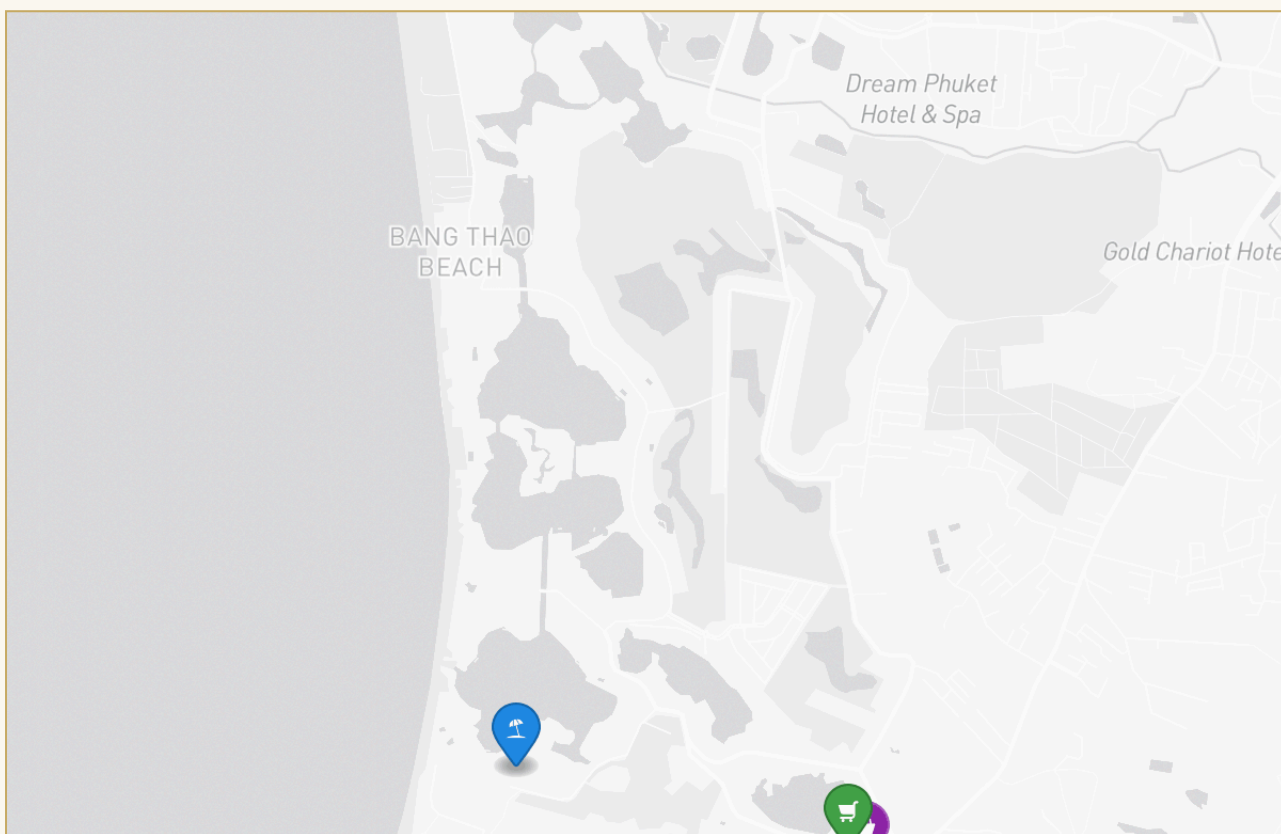 Dream Phuket
Hotel & Spa
BANG THAO
BEACH
Gold Chariot Hote